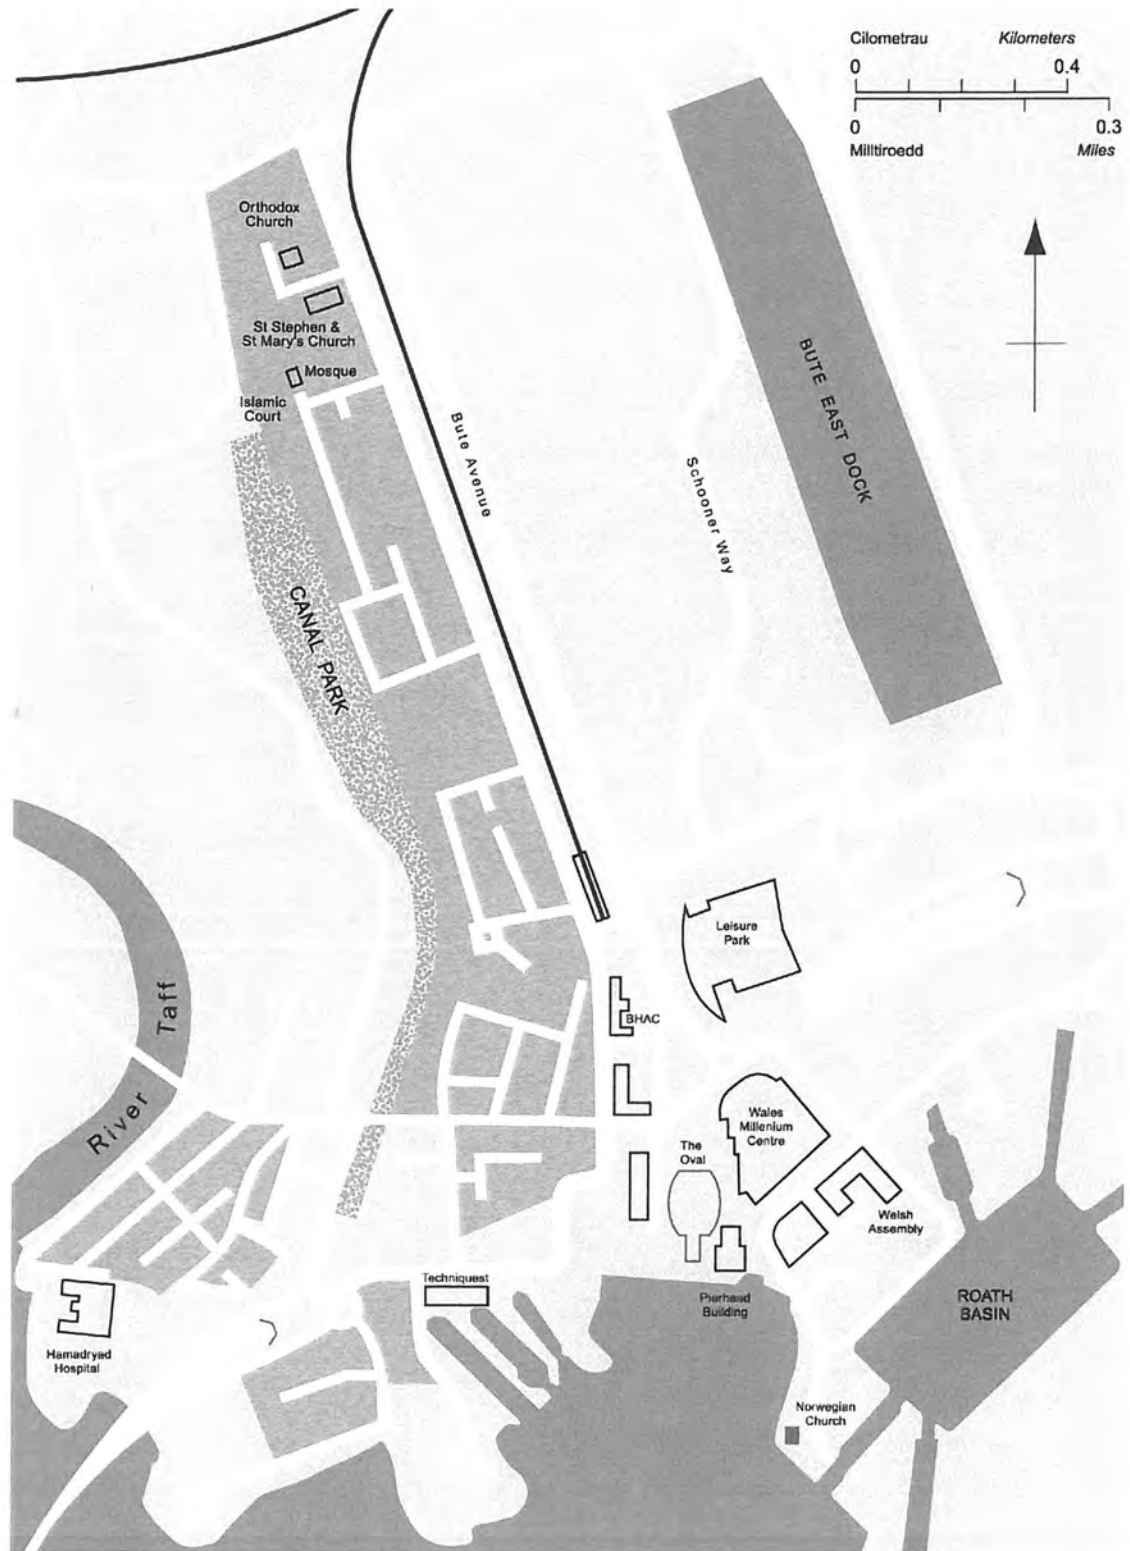 Cilometrau Kilometers
0 0.4
0 0.3
Milltiroedd Miles
Orthodox
Church
St Stephen &
St Mary's Church
Mosque
Islamic
Court
Bute Avenue
Schooner Way
BUTE EAST DOCK
CANAL PARK
River Taff
Leisure
Park
BHAC
Wales
Millenium
Centre
The
Oval
Welsh
Assembly
Techniquest
Pierhead
Building
ROATH
BASIN
Hamadryad
Hospital
Norwegian
Church